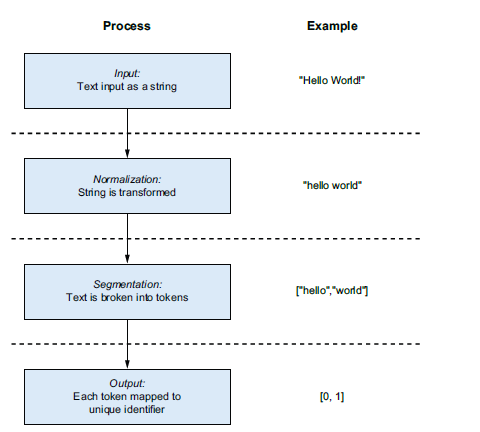 Process
Example
Input:
Text input as a string
"Hello World!"
Normalization:
String is transformed
"hello world"
Segmentation:
Text is broken into tokens
["hello","world"]
Output:
Each token mapped to
unique identifier
[0, 1]